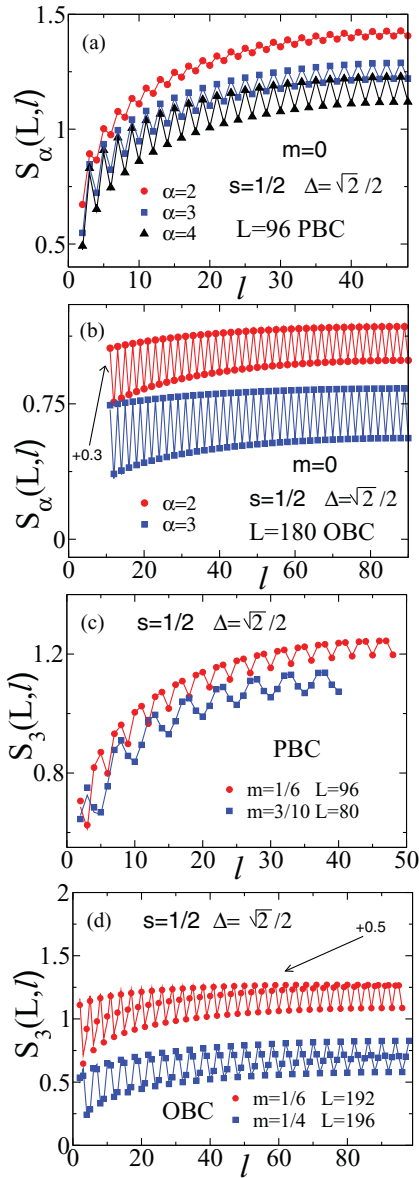 (a)
1.5
1
0.5
S_α(L,l)
m=0
α=2
s=1/2 Δ=√2/2
α=3
α=4
L=96 PBC
0 10 20 30 40
l
(b)
0.75
0
S_α(L,l)
+0.3
m=0
α=2
s=1/2 Δ=√2/2
α=3
L=180 OBC
0 20 40 60 80
l
(c)
s=1/2 Δ=√2/2
1.2
0.8
S_3(L,l)
PBC
m=1/6 L=96
m=3/10 L=80
0 10 20 30 40 50
l
(d)
s=1/2 Δ=√2/2
+0.5
2
1.5
1
0.5
0
S_3(L,l)
OBC
m=1/6 L=192
m=1/4 L=196
0 20 40 60 80
l